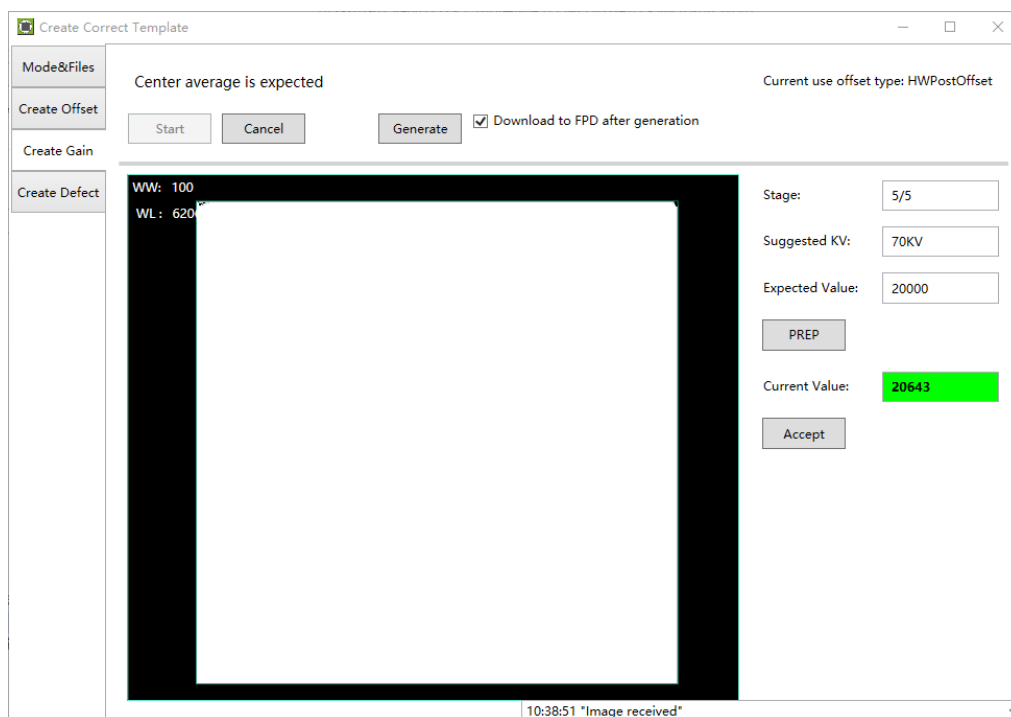 Create Correct Template
Mode&Files
Create Offset
Create Gain
Create Defect
Center average is expected
Current use offset type: HWPostOffset
Start
Cancel
Generate
Download to FPD after generation
WW: 100
WL: 620
Stage:
5/5
Suggested KV:
70KV
Expected Value:
20000
PREP
Current Value:
20643
Accept
10:38:51 "Image received"